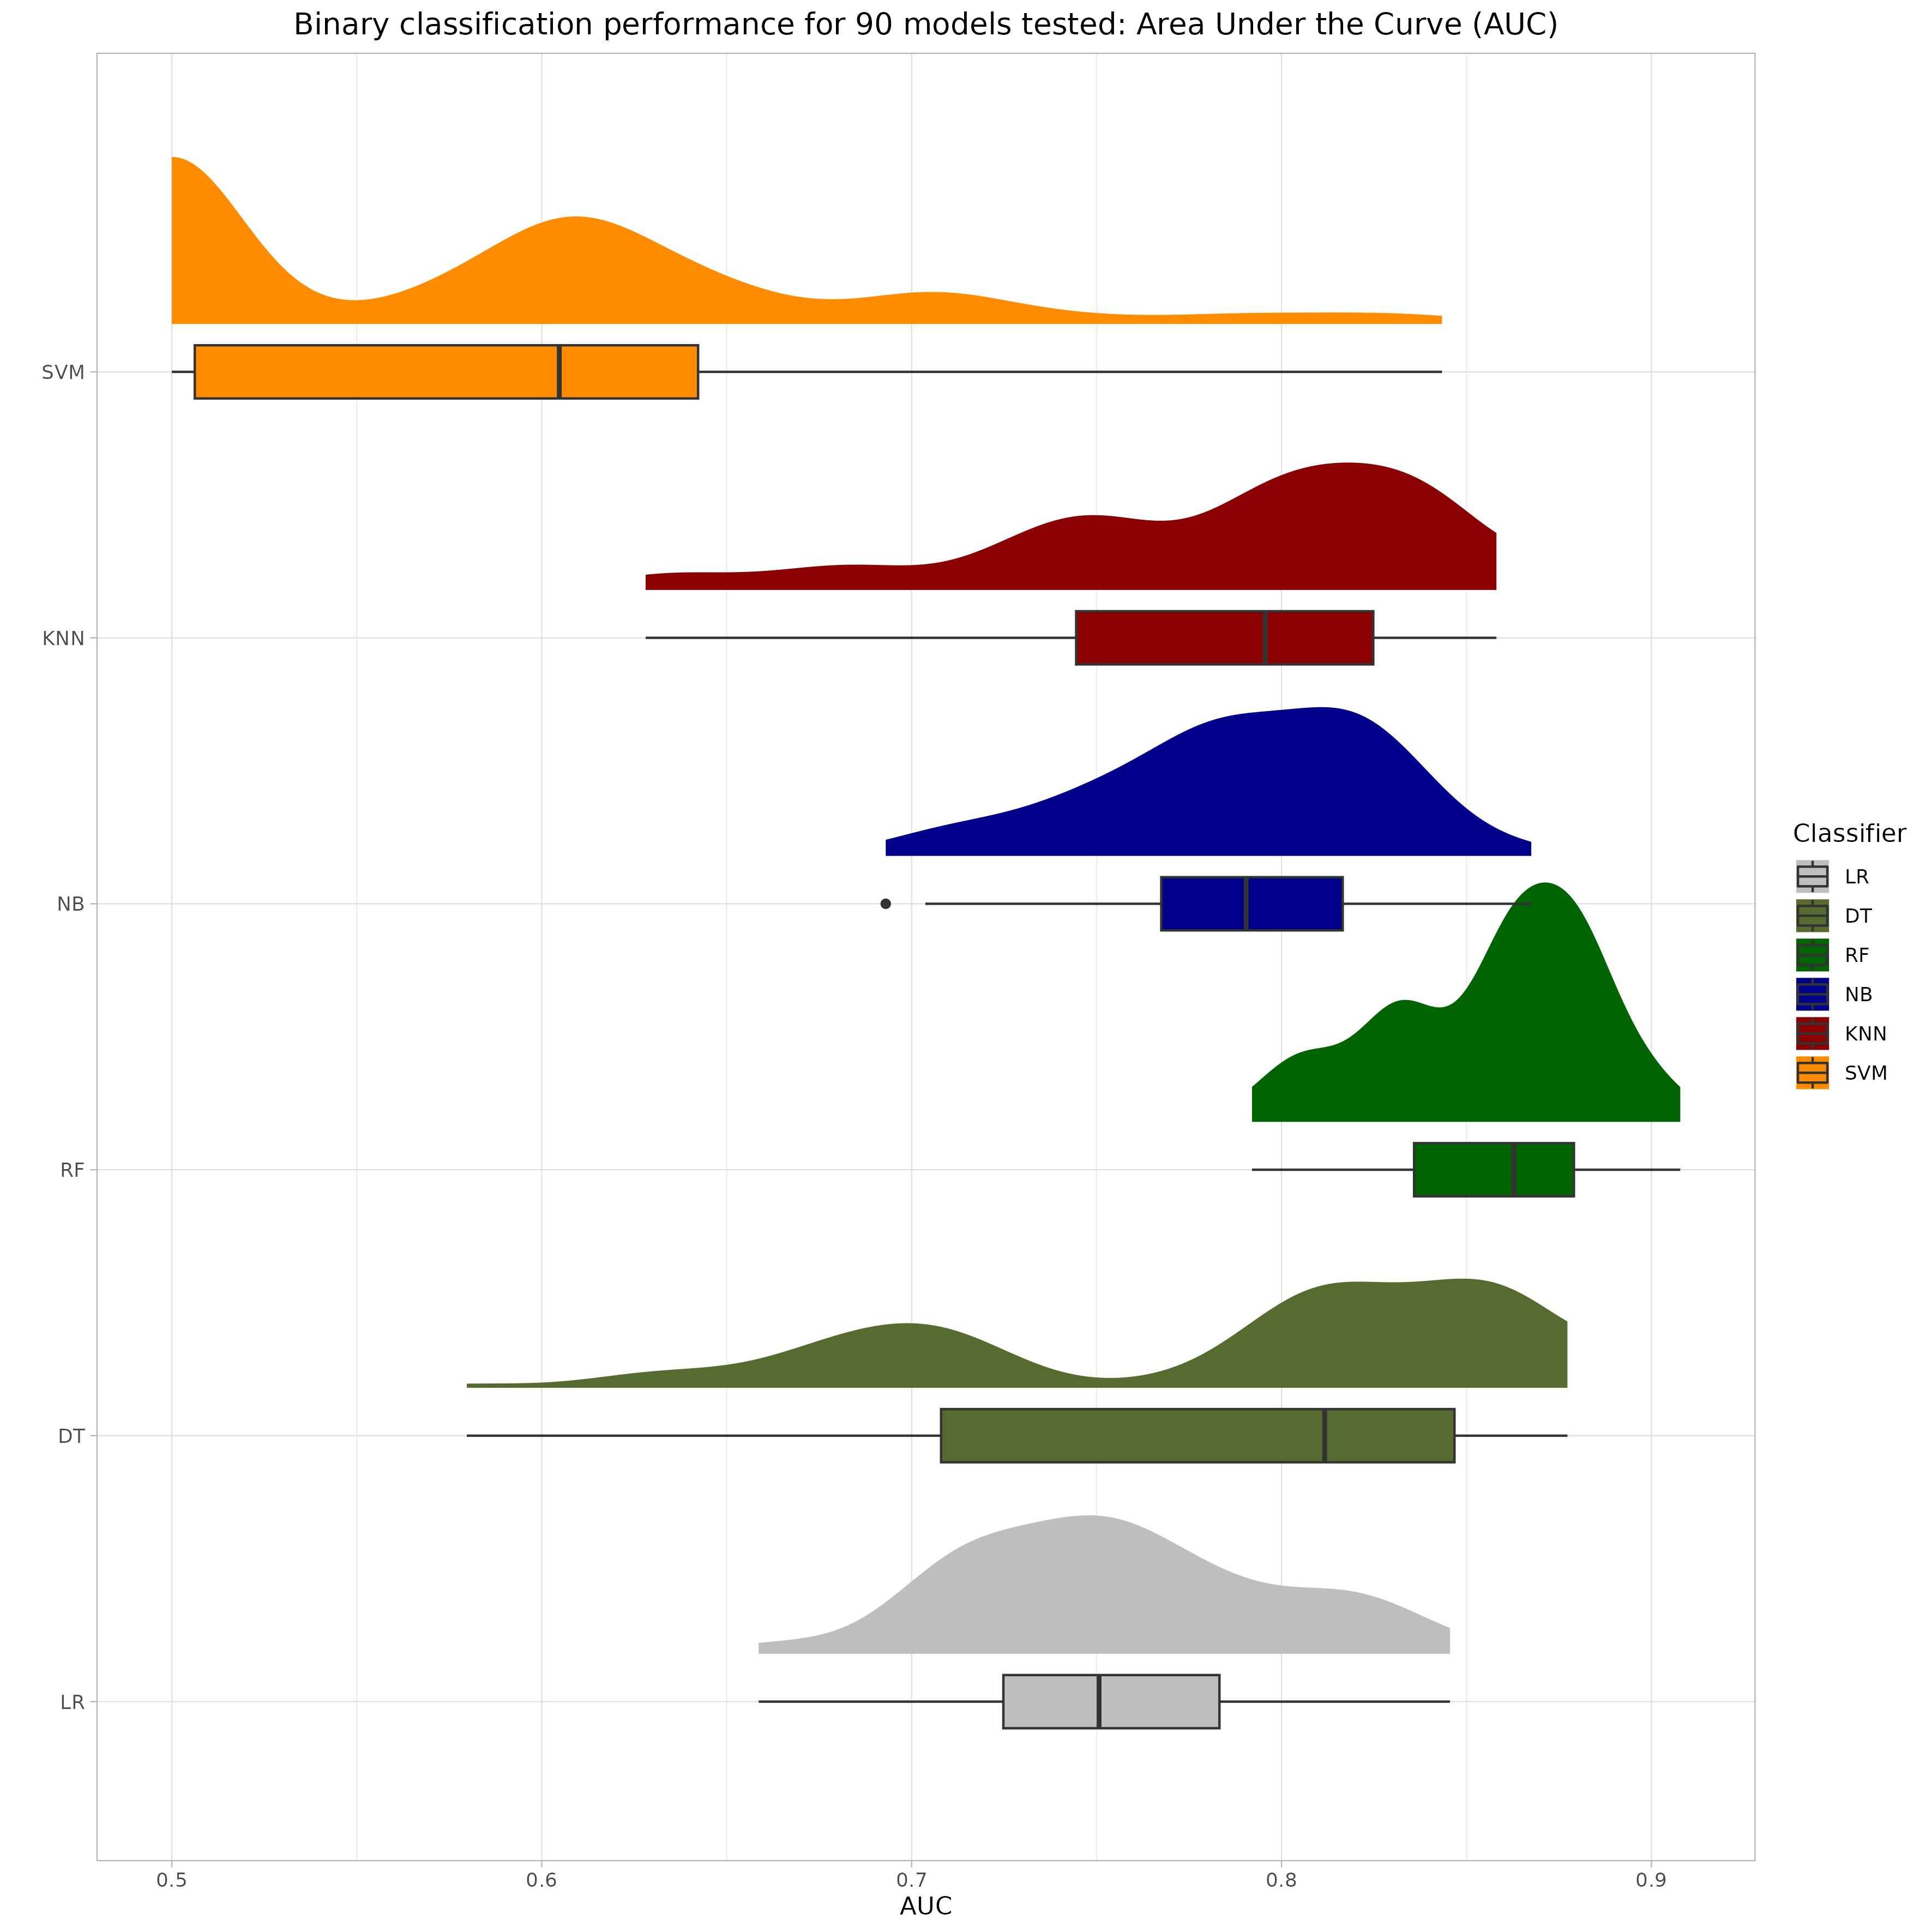 Binary classification performance for 90 models tested: Area Under the Curve (AUC)
SVM
KNN
NB
RF
DT
LR
0.5 0.6 0.7 0.8 0.9
AUC
Classifier
LR
DT
RF
NB
KNN
SVM